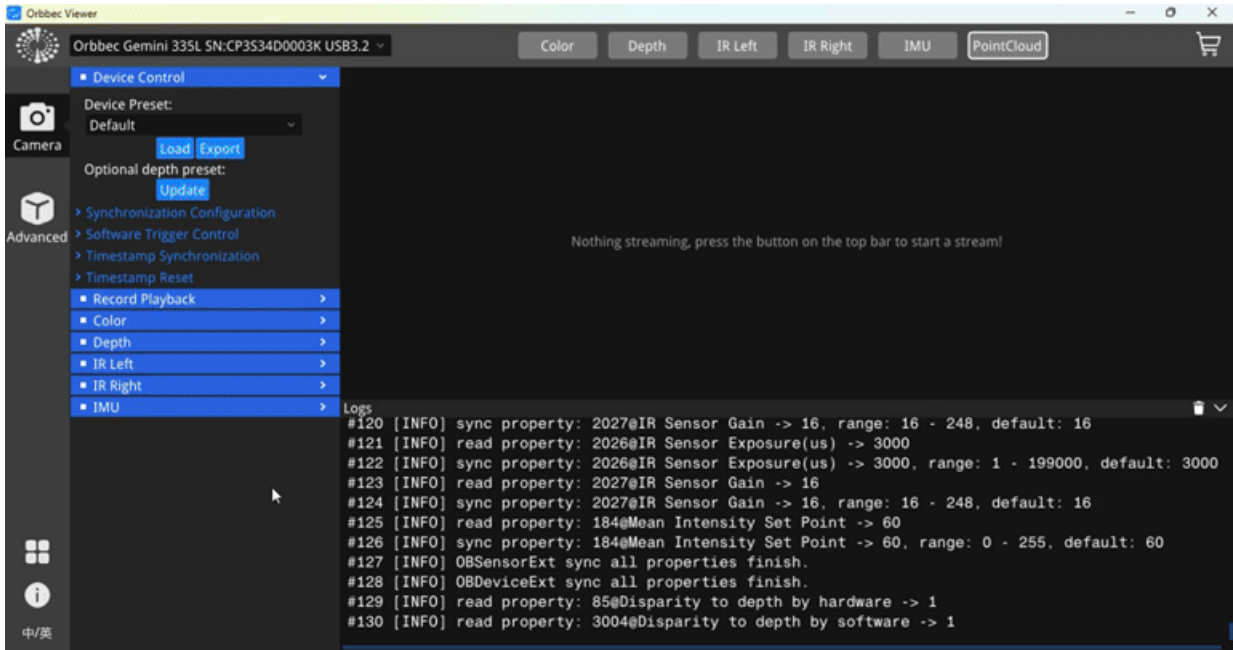 Orbbec Viewer
Orbbec Gemini 335L SN:CP3S34D0003K USB3.2
Color
Depth
IR Left
IR Right
IMU
PointCloud
Camera
Advanced
中/英
Device Control
Device Preset:
Default
Load Export
Optional depth preset:
Update
Synchronization Configuration
Software Trigger Control
Timestamp Synchronization
Timestamp Reset
Record Playback
Color
Depth
IR Left
IR Right
IMU
Nothing streaming, press the button on the top bar to start a stream!
Logs
#120 [INFO] sync property: 2027@IR Sensor Gain -> 16, range: 16 - 248, default: 16
#121 [INFO] read property: 2026@IR Sensor Exposure(us) -> 3000
#122 [INFO] sync property: 2026@IR Sensor Exposure(us) -> 3000, range: 1 - 199000, default: 3000
#123 [INFO] read property: 2027@IR Sensor Gain -> 16
#124 [INFO] sync property: 2027@IR Sensor Gain -> 16, range: 16 - 248, default: 16
#125 [INFO] read property: 184@Mean Intensity Set Point -> 60
#126 [INFO] sync property: 184@Mean Intensity Set Point -> 60, range: 0 - 255, default: 60
#127 [INFO] OBSensorExt sync all properties finish.
#128 [INFO] OBDeviceExt sync all properties finish.
#129 [INFO] read property: 85@Disparity to depth by hardware -> 1
#130 [INFO] read property: 3004@Disparity to depth by software -> 1